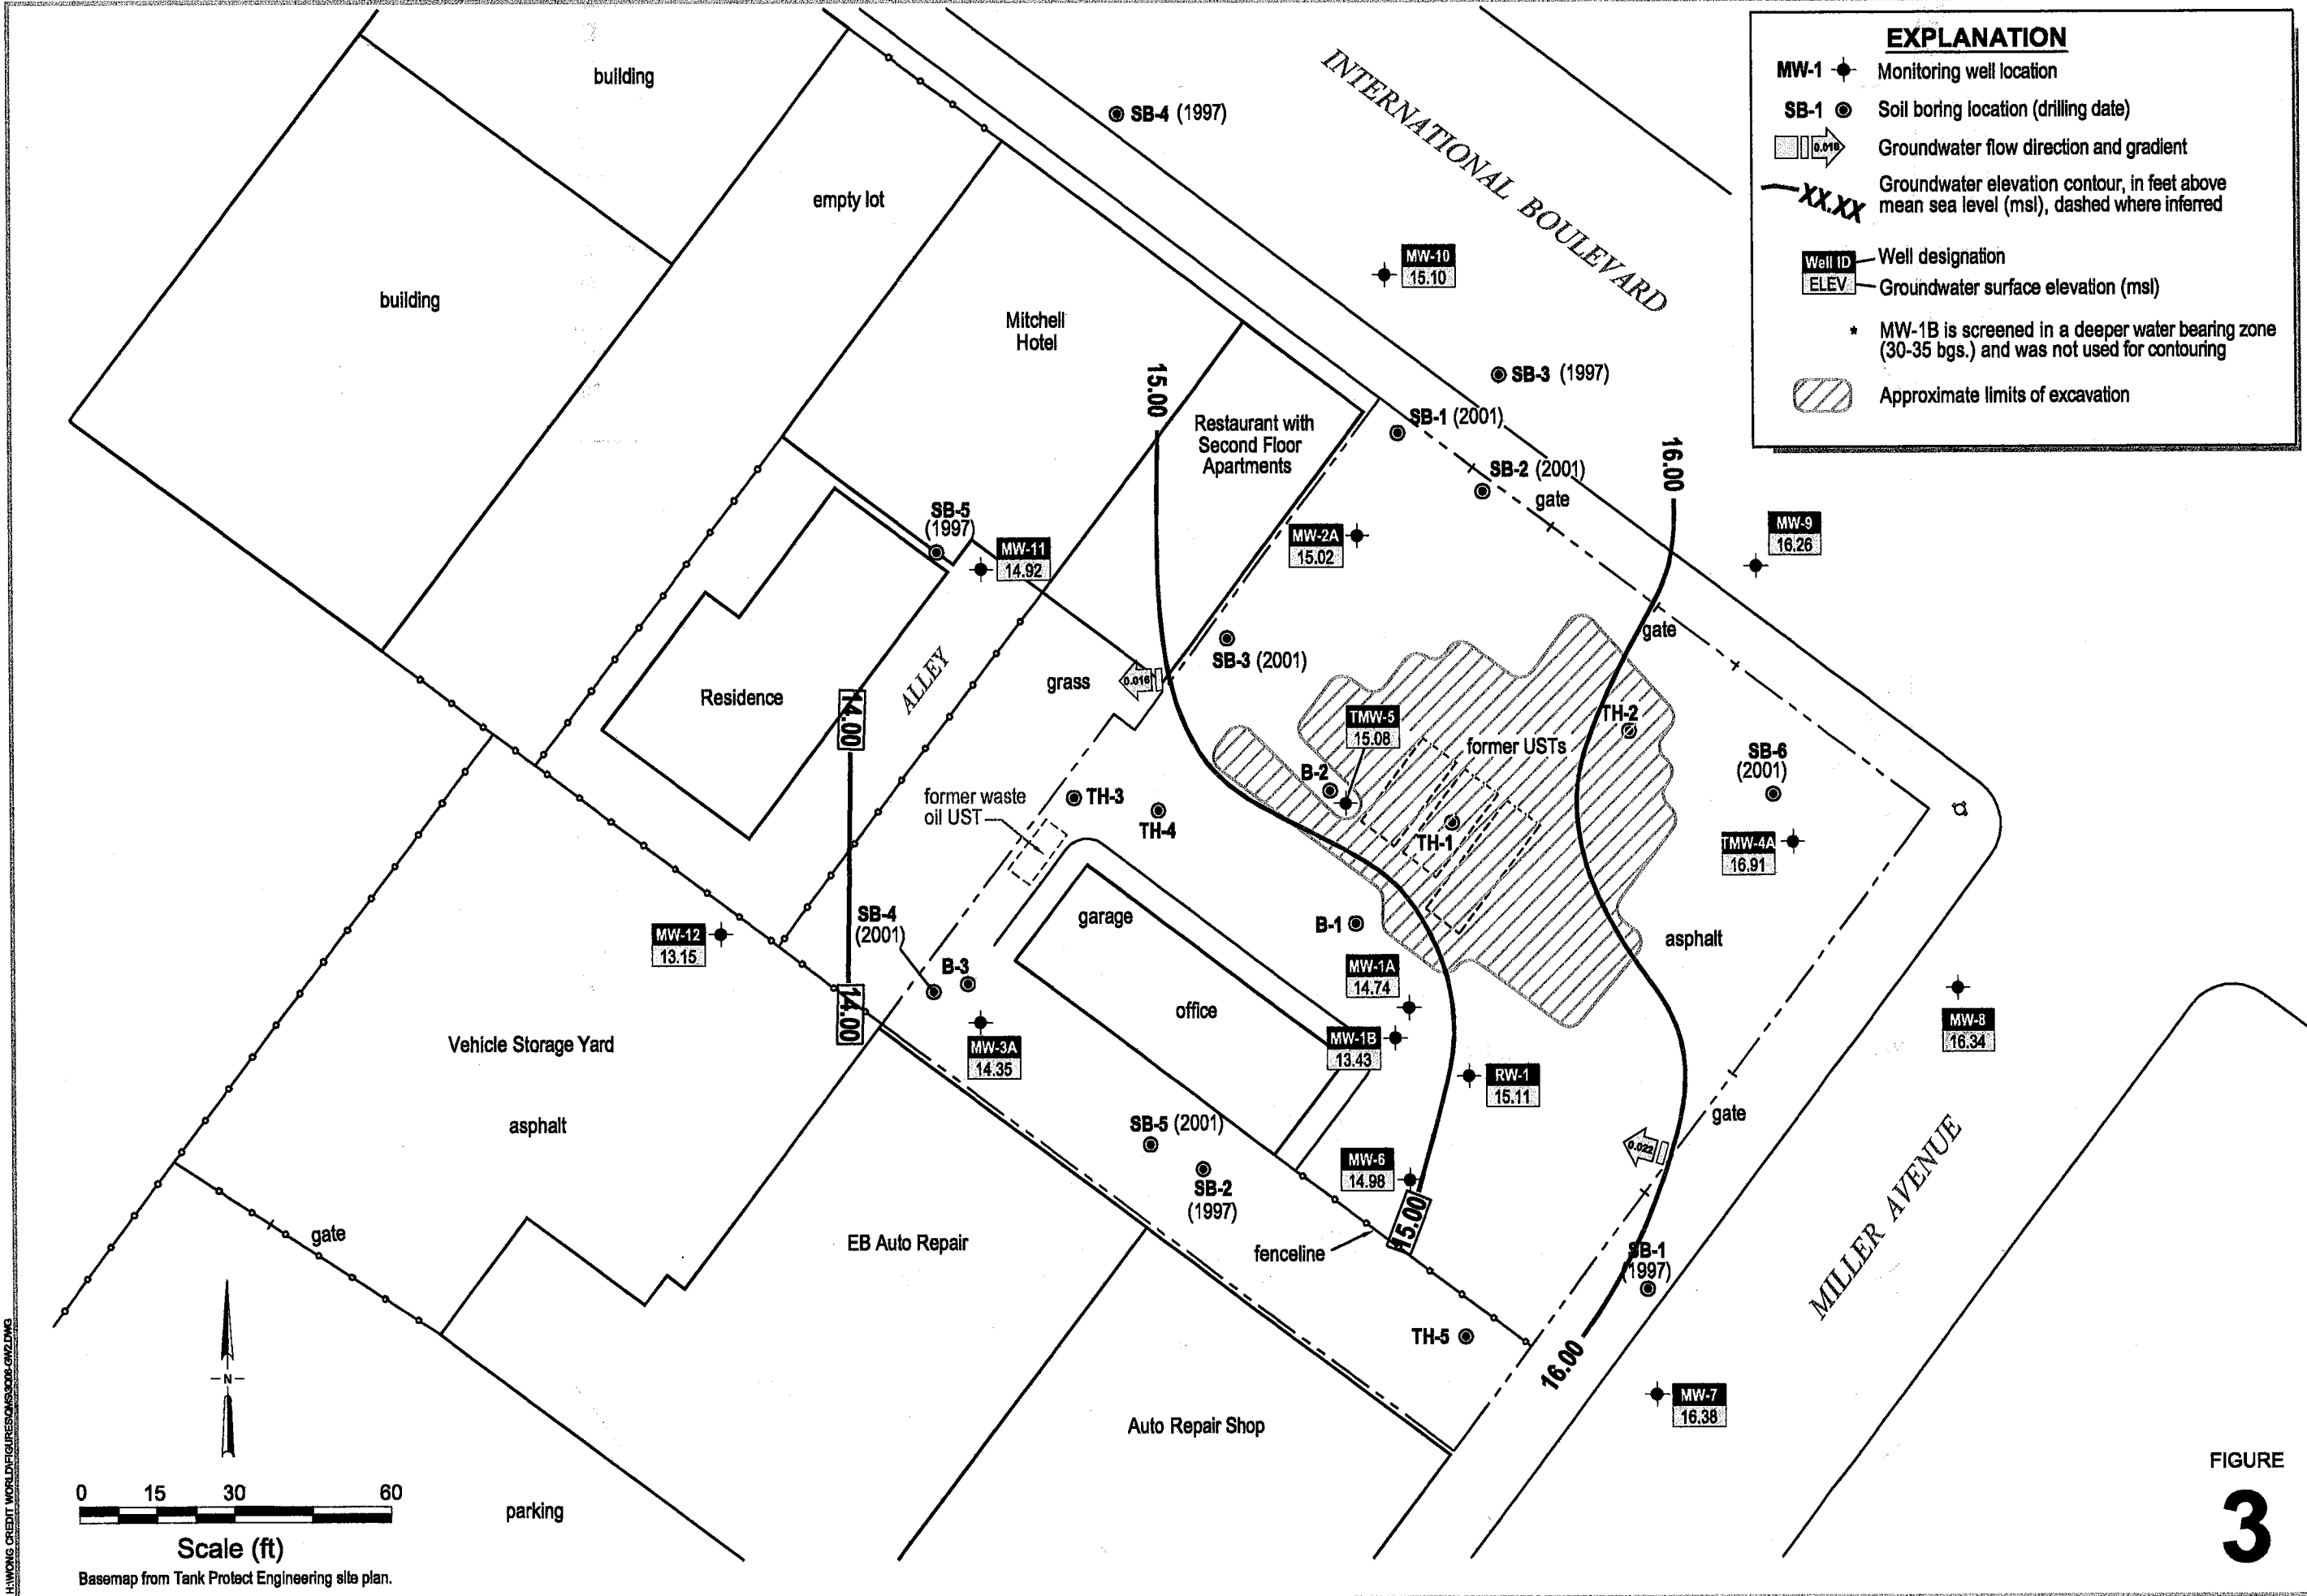 EXPLANATION
MW-1 Monitoring well location
SB-1 Soil boring location (drilling date)
0.016 Groundwater flow direction and gradient
XX.XX Groundwater elevation contour, in feet above
mean sea level (msl), dashed where inferred
Well ID Well designation
ELEV Groundwater surface elevation (msl)
* MW-1B is screened in a deeper water bearing zone
(30-35 bgs.) and was not used for contouring
Approximate limits of excavation
building
SB-4 (1997)
INTERNATIONAL BOULEVARD
empty lot
MW-10
15.10
building
Mitchell
Hotel
15.00
SB-3 (1997)
Restaurant with
Second Floor
Apartments
SB-1 (2001)
16.00
SB-2 (2001)
gate
SB-5
(1997)
MW-11
14.92
MW-2A
15.02
MW-9
16.26
gate
SB-3 (2001)
ALLEY
grass
0.016
Residence
14.00
TMW-5
15.08
TH-2
former USTs
SB-6
(2001)
B-2
former waste
oil UST
TH-3
TH-4
TH-1
TMW-4A
16.91
garage
SB-4
(2001)
B-1
MW-12
13.15
asphalt
B-3
MW-1A
14.74
office
14.00
MW-8
16.34
Vehicle Storage Yard
MW-3A
14.35
MW-1B
13.43
RW-1
15.11
asphalt
SB-5 (2001)
gate
0.022
MW-6
14.98
SB-2
(1997)
15.00
MILLER AVENUE
gate
EB Auto Repair
fenceline
SB-1
(1997)
TH-5
16.00
N
MW-7
16.38
Auto Repair Shop
FIGURE
3
0 15 30 60
Scale (ft)
parking
Basemap from Tank Protect Engineering site plan.
H:\WONG CREDIT WORLD\FIGURES\QMS\3Q06-GW2.DWG